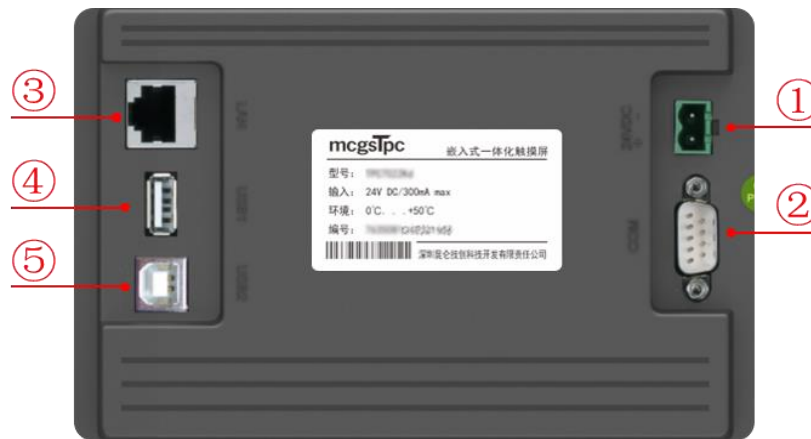 ③
④
⑤
①
②
LAN
USB1
USB2
COM
mcgsTpc
嵌入式一体化触摸屏
型号：
输入： 24V DC/300mA max
环境： 0℃. . . +50℃
编号：
深圳昆仑技创科技开发有限责任公司